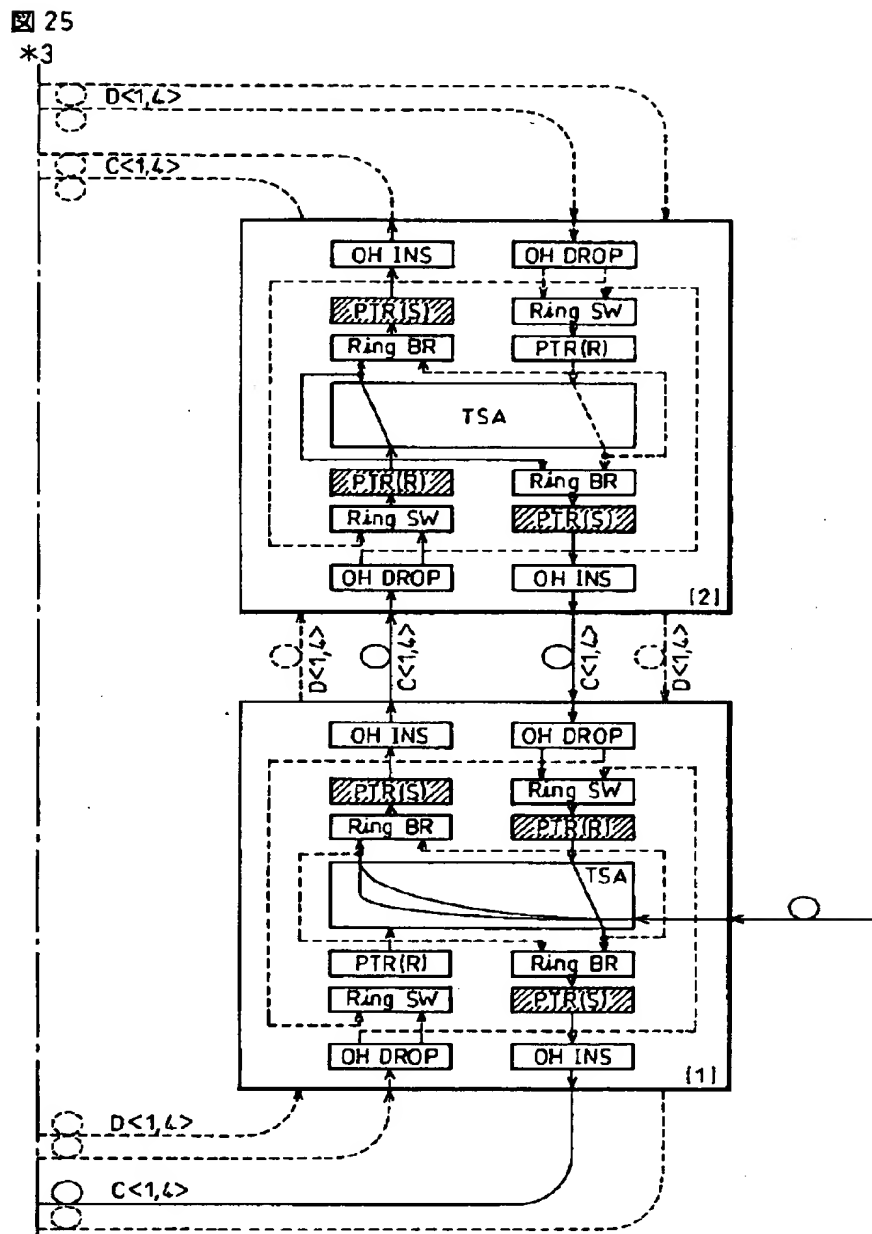 図 25
*3
D<1,4>
C<1,4>
OH INS
OH DROP
PTR(S)
Ring SW
Ring BR
PTR(R)
TSA
PTR(R)
Ring BR
Ring SW
PTR(S)
OH DROP
OH INS
(2)
D<1,4>
C<1,4>
C<1,4>
D<1,4>
OH INS
OH DROP
PTR(S)
Ring SW
Ring BR
PTR(R)
TSA
PTR(R)
Ring BR
Ring SW
PTR(S)
OH DROP
OH INS
(1)
D<1,4>
C<1,4>